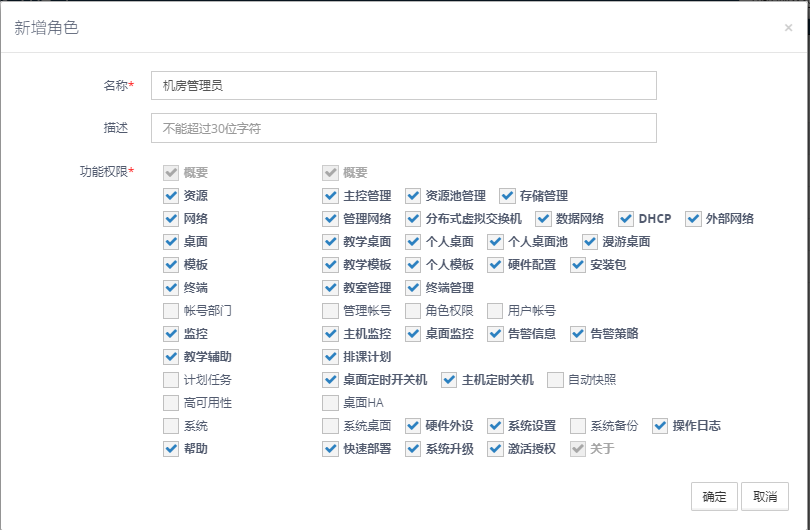 新增角色 ×
名称* 机房管理员
描述 不能超过30位字符
功能权限* 概要 概要
资源 主控管理 资源池管理 存储管理
网络 管理网络 分布式虚拟交换机 数据网络 DHCP 外部网络
桌面 教学桌面 个人桌面 个人桌面池 漫游桌面
模板 教学模板 个人模板 硬件配置 安装包
终端 教室管理 终端管理
帐号部门 管理帐号 角色权限 用户帐号
监控 主机监控 桌面监控 告警信息 告警策略
教学辅助 排课计划
计划任务 桌面定时开关机 主机定时关机 自动快照
高可用性 桌面HA
系统 系统桌面 硬件外设 系统设置 系统备份 操作日志
帮助 快速部署 系统升级 激活授权 关于
确定 取消